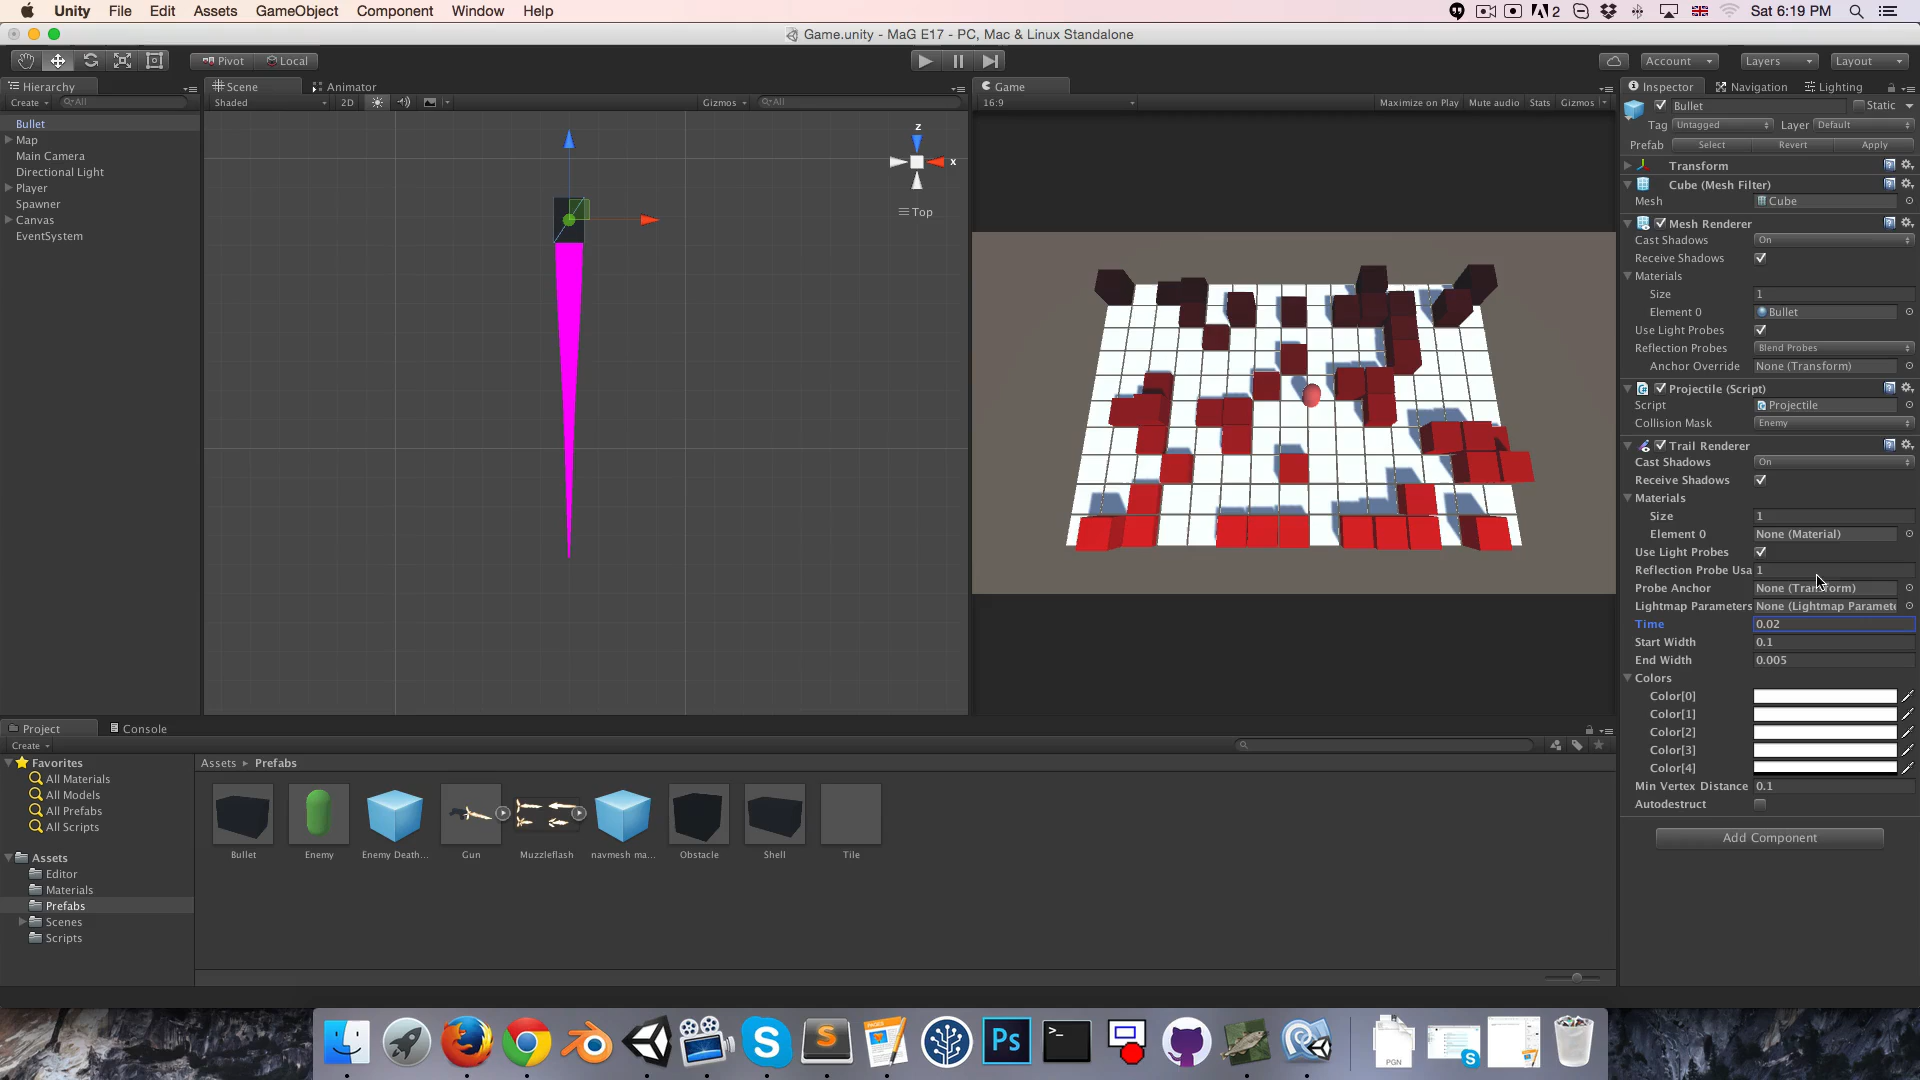 Unity File Edit Assets GameObject Component Window Help
2 Sat 6:19 PM
Game.unity - MaG E17 - PC, Mac & Linux Standalone
Pivot Local Account Layers Layout
Hierarchy Scene Animator Game Inspector Navigation Lighting
Create All Shaded 2D Gizmos All 16:9 Maximize on Play Mute audio Stats Gizmos
Bullet
Map
Main Camera
Directional Light
Player
Spawner
Canvas
EventSystem
z
x
Top
Bullet Static
Tag Untagged Layer Default
Prefab Select Revert Apply
Transform
Cube (Mesh Filter)
Mesh Cube
Mesh Renderer
Cast Shadows On
Receive Shadows
Materials
Size 1
Element 0 Bullet
Use Light Probes
Reflection Probes Blend Probes
Anchor Override None (Transform)
Projectile (Script)
Script Projectile
Collision Mask Enemy
Trail Renderer
Cast Shadows On
Receive Shadows
Materials
Size 1
Element 0 None (Material)
Use Light Probes
Reflection Probe Usa 1
Probe Anchor None (Transform)
Lightmap Parameters None (Lightmap Paramete
Time 0.02
Start Width 0.1
End Width 0.005
Colors
Color[0]
Color[1]
Color[2]
Color[3]
Color[4]
Min Vertex Distance 0.1
Autodestruct
Add Component
Project Console
Create
Favorites
All Materials
All Models
All Prefabs
All Scripts
Assets
Editor
Materials
Prefabs
Scenes
Scripts
Assets Prefabs
Bullet Enemy Enemy Death... Gun Muzzleflash navmesh ma... Obstacle Shell Tile
Ps
PGN